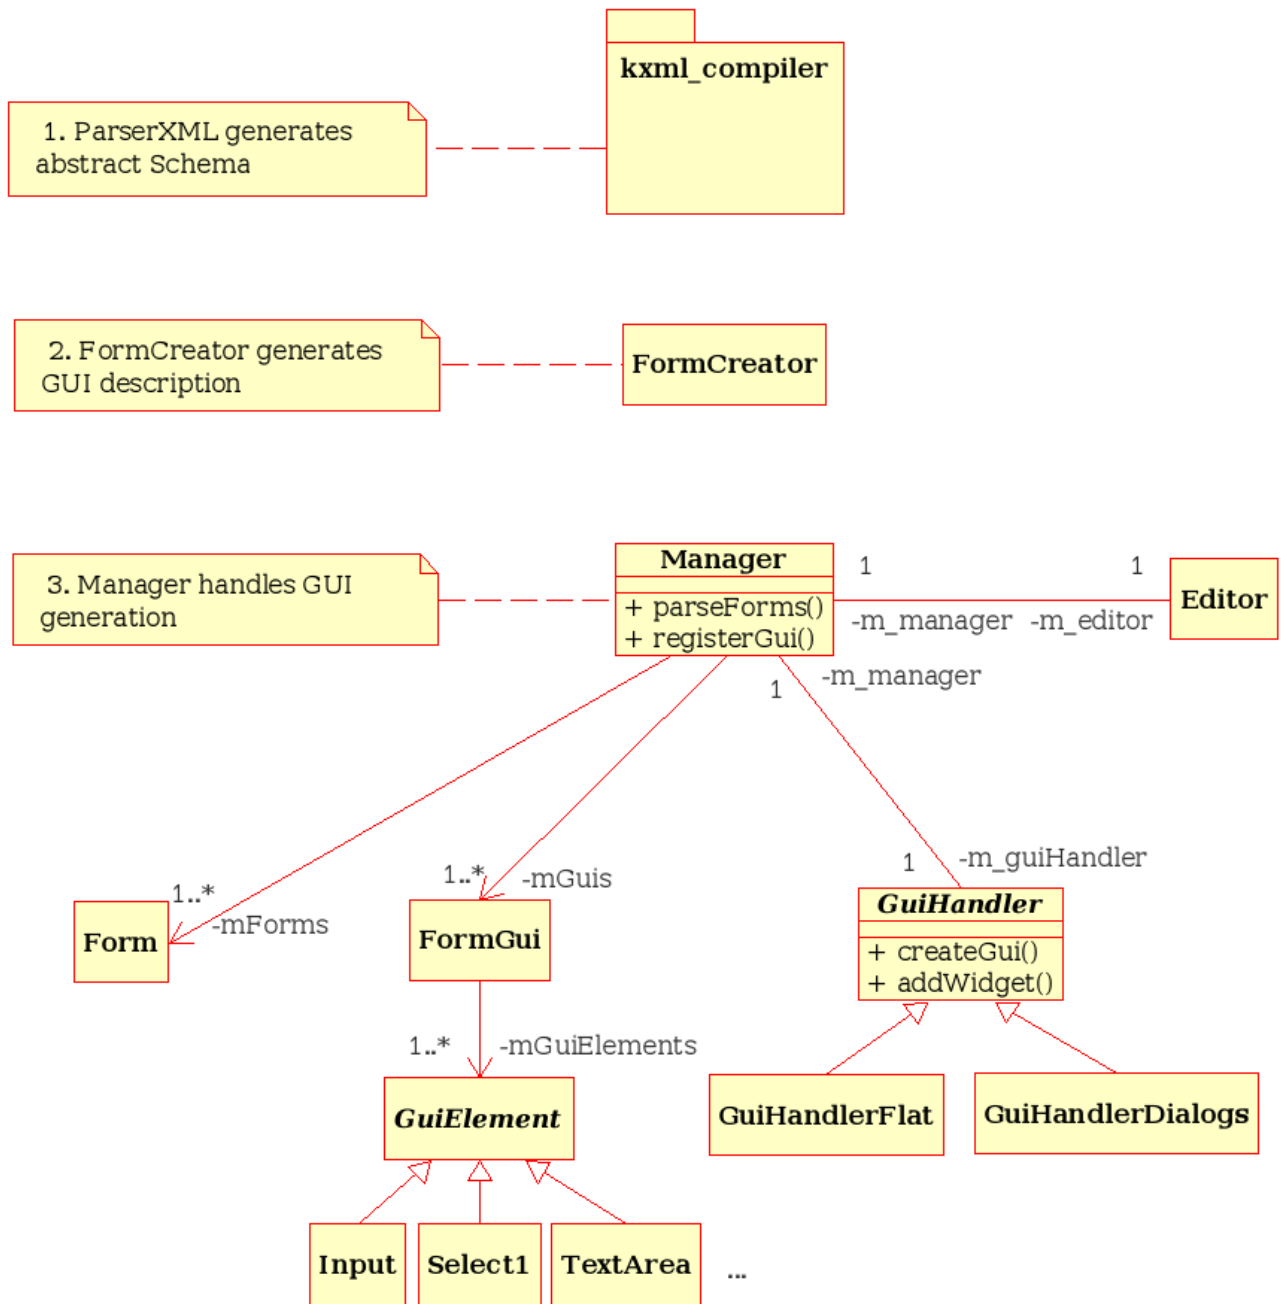 kxml_compiler
1. ParserXML generates
abstract Schema
2. FormCreator generates
GUI description
FormCreator
3. Manager handles GUI
generation
Manager
+ parseForms()
+ registerGui()
1
1
-m_manager
-m_editor
Editor
1
-m_manager
1..*
-mForms
1..*
-mGuis
1
-m_guiHandler
Form
FormGui
GuiHandler
+ createGui()
+ addWidget()
1..*
-mGuiElements
GuiElement
GuiHandlerFlat
GuiHandlerDialogs
Input
Select1
TextArea
...